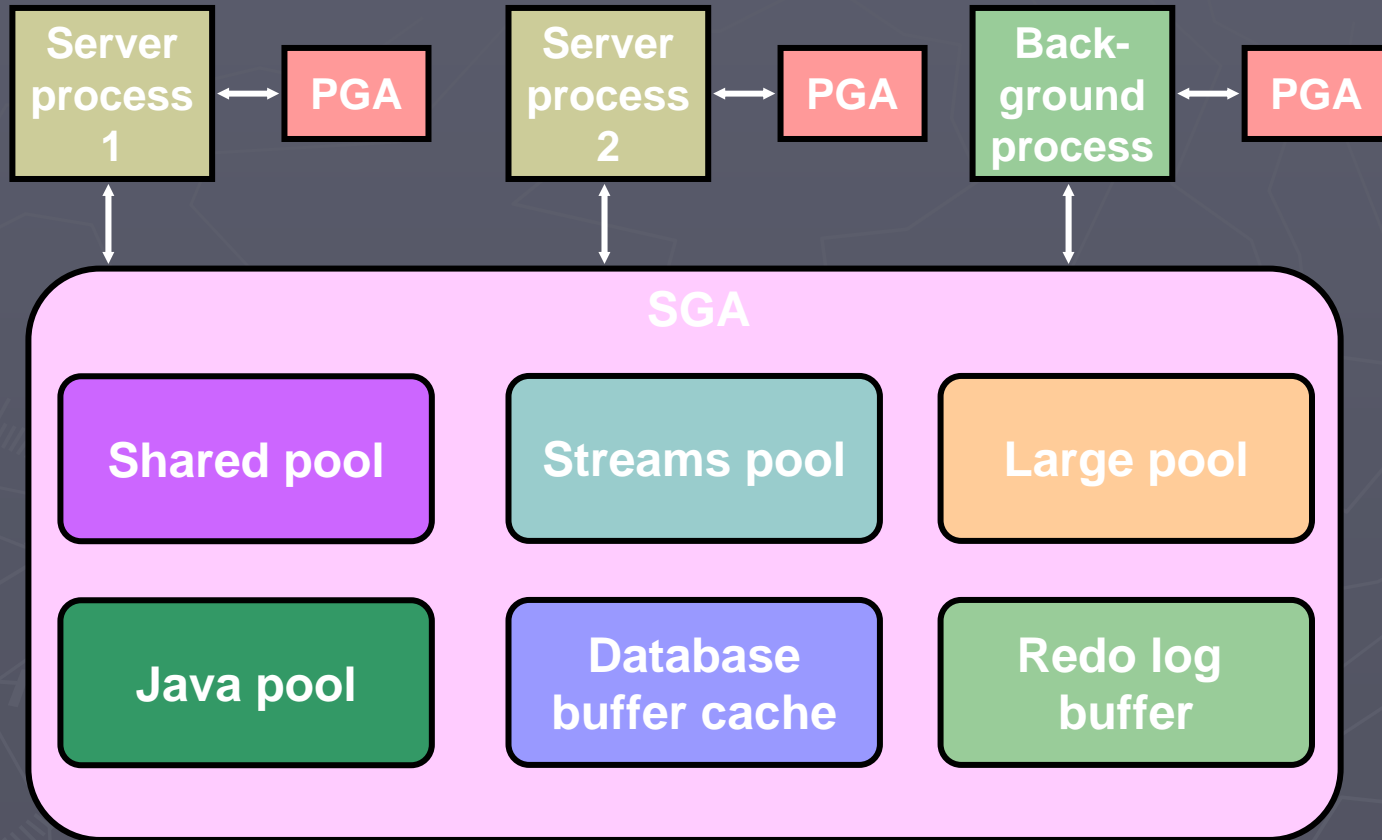 Server
process
1
PGA
Server
process
2
PGA
Back-
ground
process
PGA
SGA
Shared pool
Streams pool
Large pool
Java pool
Database
buffer cache
Redo log
buffer